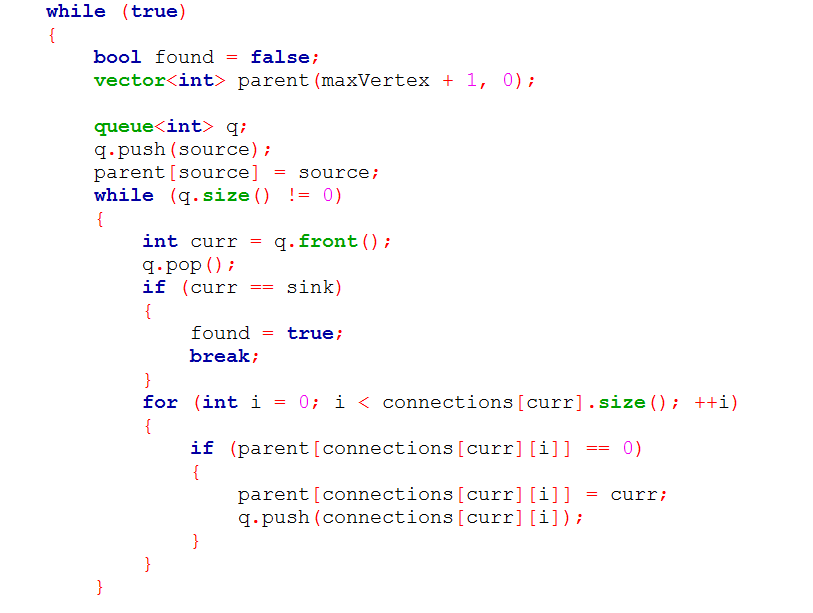 while (true)
{
    bool found = false;
    vector<int> parent(maxVertex + 1, 0);

    queue<int> q;
    q.push(source);
    parent[source] = source;
    while (q.size() != 0)
    {
        int curr = q.front();
        q.pop();
        if (curr == sink)
        {
            found = true;
            break;
        }
        for (int i = 0; i < connections[curr].size(); ++i)
        {
            if (parent[connections[curr][i]] == 0)
            {
                parent[connections[curr][i]] = curr;
                q.push(connections[curr][i]);
            }
        }
    }